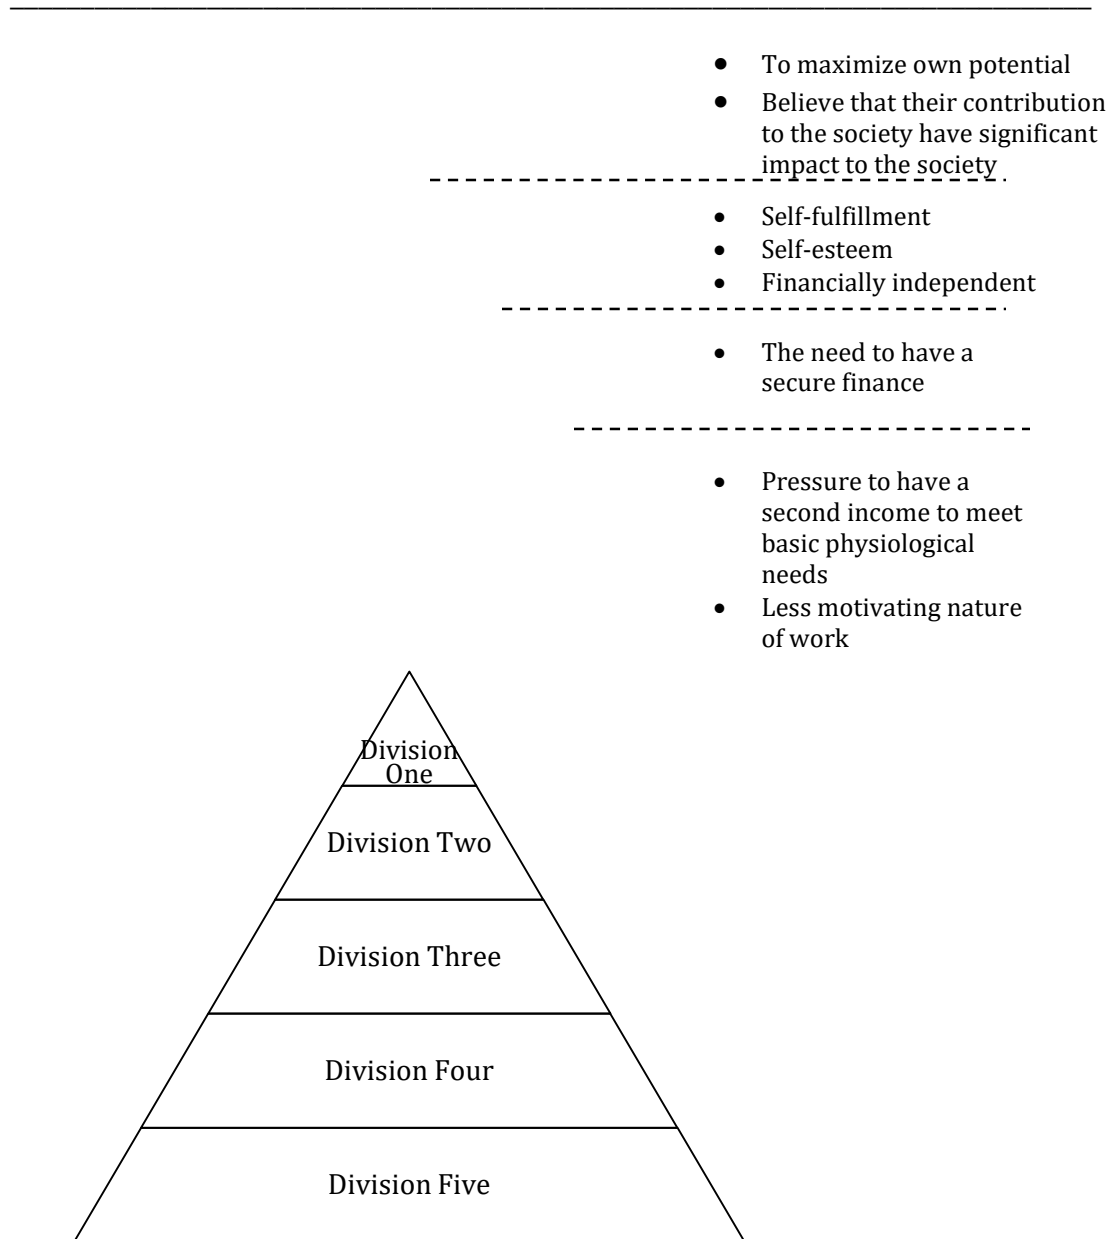 • To maximize own potential
• Believe that their contribution
to the society have significant
impact to the society
• Self-fulfillment
• Self-esteem
• Financially independent
• The need to have a
secure finance
• Pressure to have a
second income to meet
basic physiological
needs
• Less motivating nature
of work
Division
One
Division Two
Division Three
Division Four
Division Five